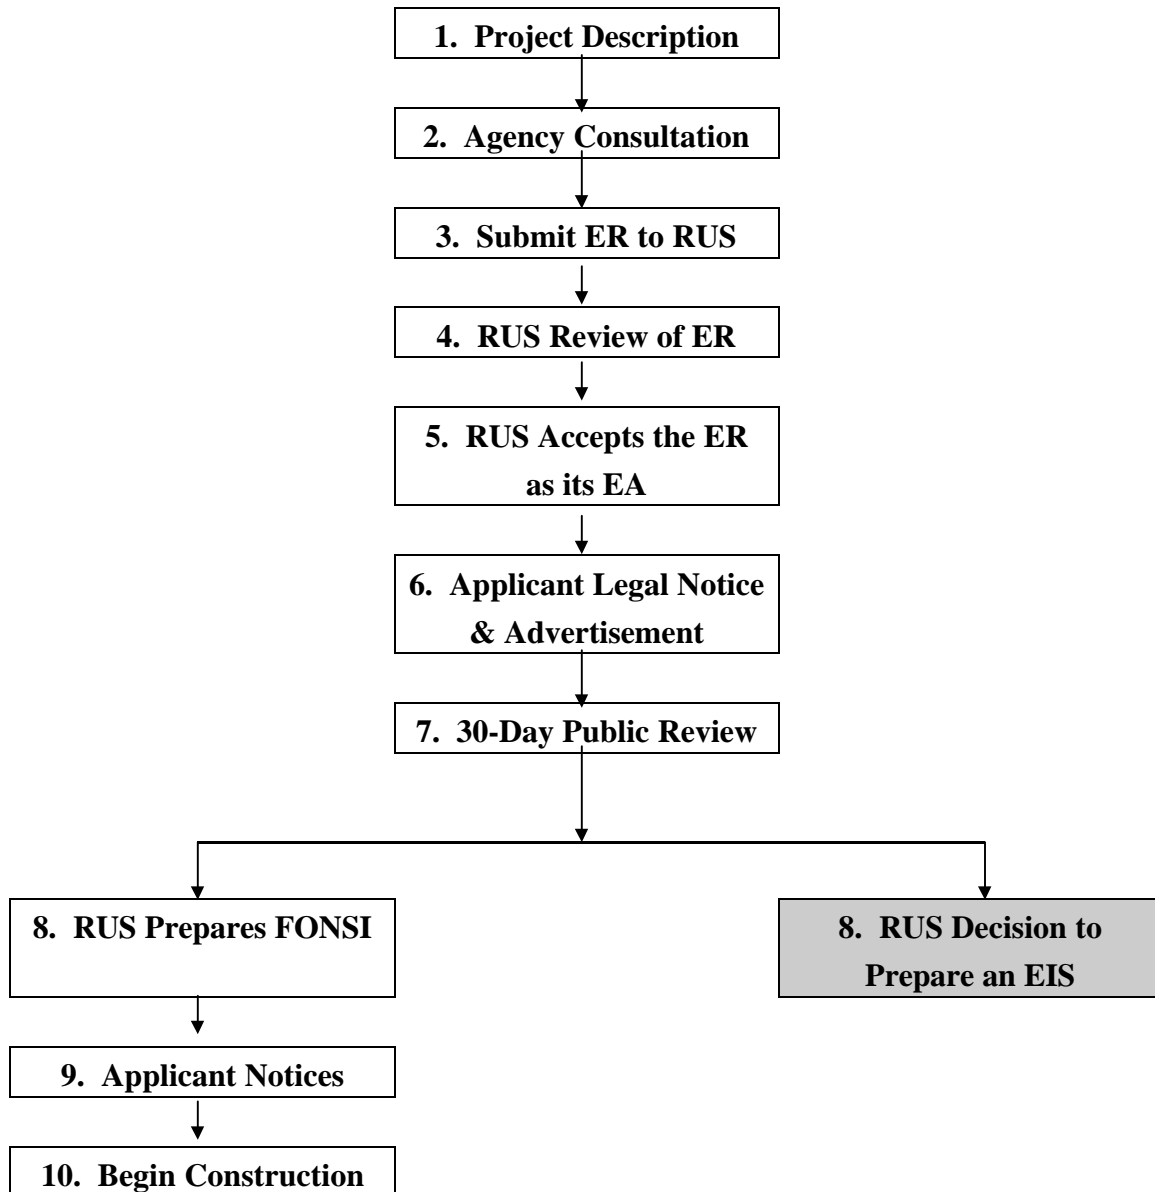 1. Project Description
2. Agency Consultation
3. Submit ER to RUS
4. RUS Review of ER
5. RUS Accepts the ER
as its EA
6. Applicant Legal Notice
& Advertisement
7. 30-Day Public Review
8. RUS Prepares FONSI
8. RUS Decision to
Prepare an EIS
9. Applicant Notices
10. Begin Construction